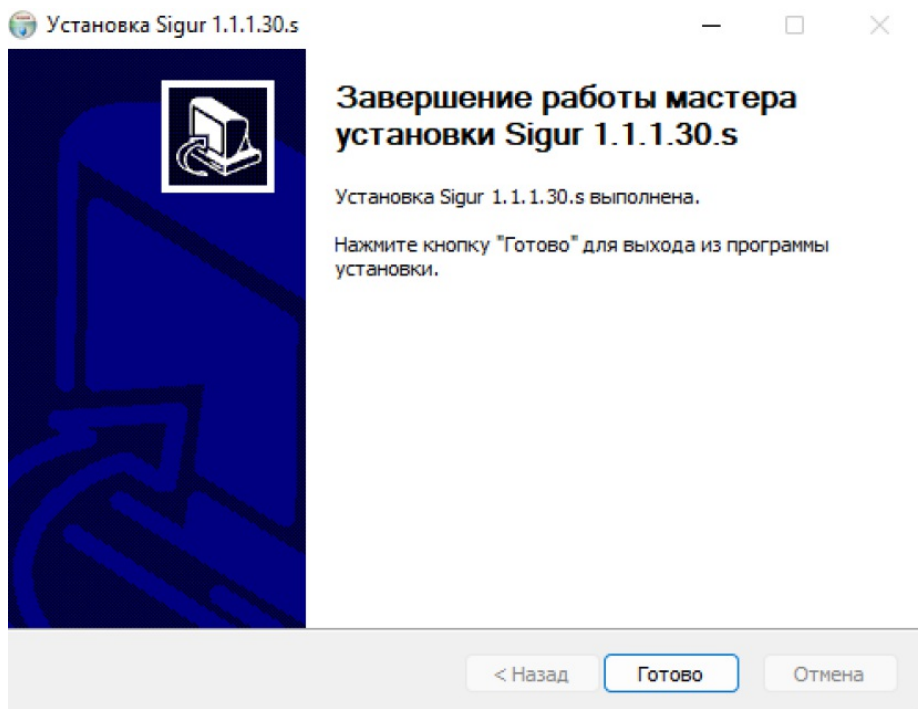 Установка Sigur 1.1.1.30.s
Завершение работы мастера
установки Sigur 1.1.1.30.s
Установка Sigur 1.1.1.30.s выполнена.
Нажмите кнопку "Готово" для выхода из программы
установки.
< Назад
Готово
Отмена